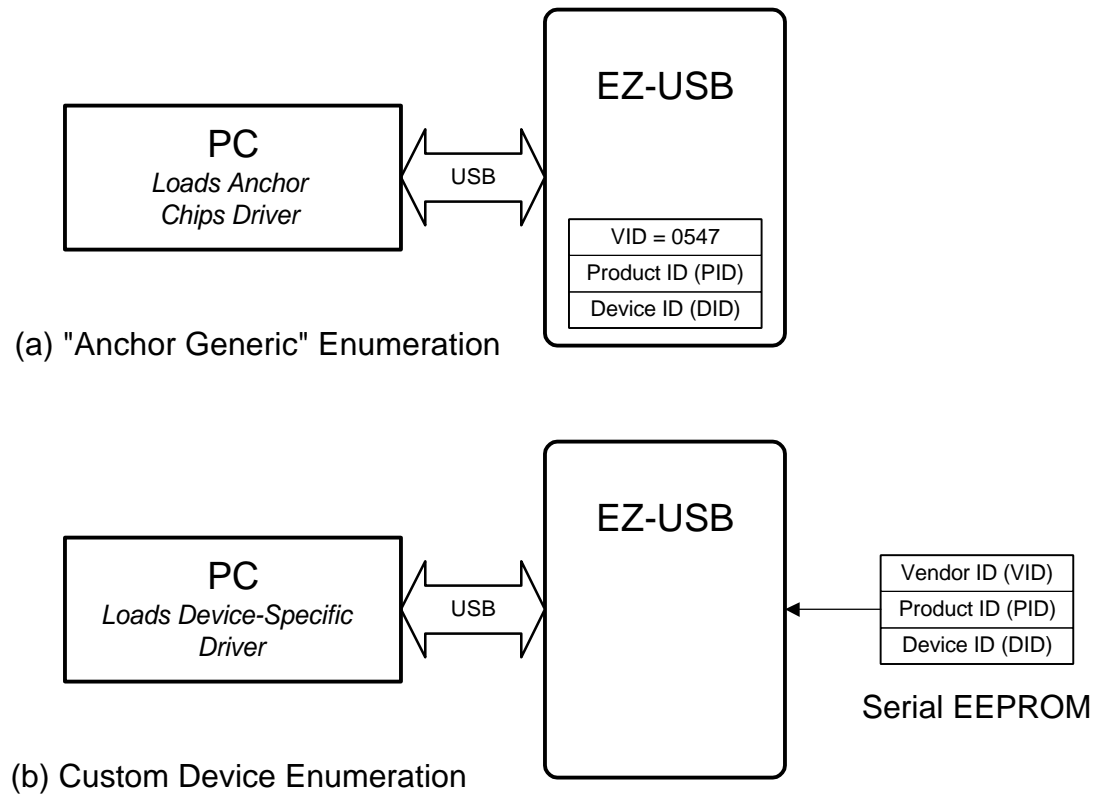 EZ-USB
PC
Loads Anchor
Chips Driver
USB
VID = 0547
Product ID (PID)
Device ID (DID)
(a) "Anchor Generic" Enumeration
EZ-USB
PC
Loads Device-Specific
Driver
USB
Vendor ID (VID)
Product ID (PID)
Device ID (DID)
Serial EEPROM
(b) Custom Device Enumeration